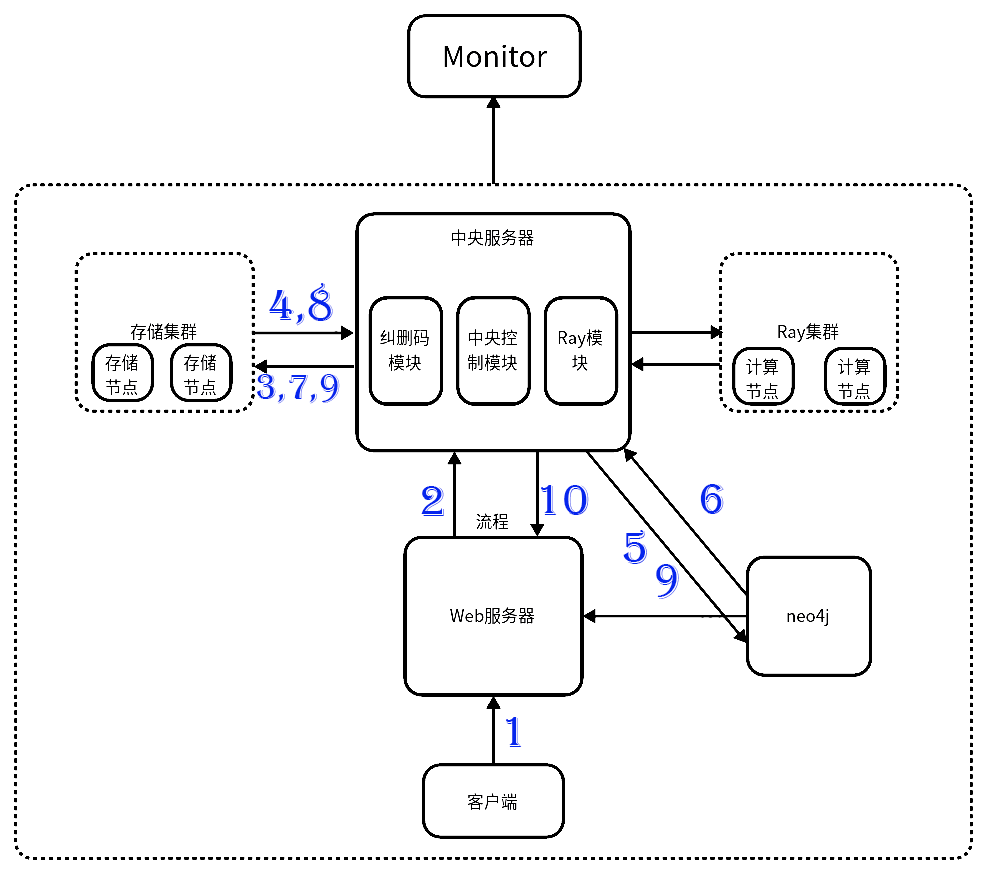 Monitor
中央服务器
4,8
存储集群
纠删码
模块
中央控
制模块
Ray模
块
Ray集群
存储
节点
存储
节点
计算
节点
计算
节点
3,7,9
2
10
6
流程
5
9
Web服务器
neo4j
1
客户端